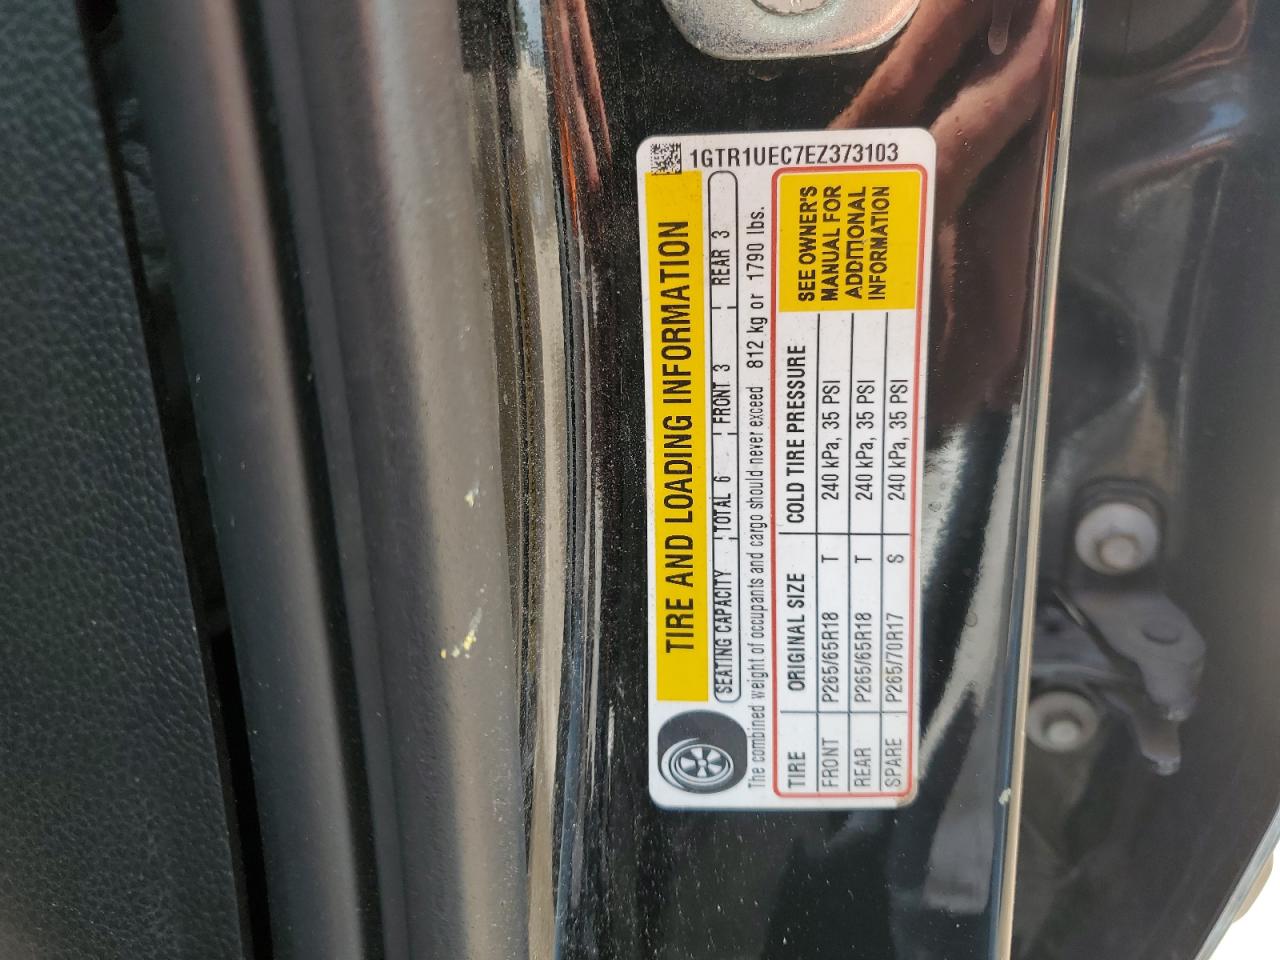 1GTR1UEC7EZ373103
TIRE AND LOADING INFORMATION
SEATING CAPACITY TOTAL 6 FRONT 3 REAR 3
The combined weight of occupants and cargo should never exceed 812 kg or 1790 lbs.
TIRE ORIGINAL SIZE COLD TIRE PRESSURE
FRONT P265/65R18 T 240 kPa, 35 PSI
REAR P265/65R18 T 240 kPa, 35 PSI
SPARE P265/70R17 S 240 kPa, 35 PSI
SEE OWNER'S
MANUAL FOR
ADDITIONAL
INFORMATION